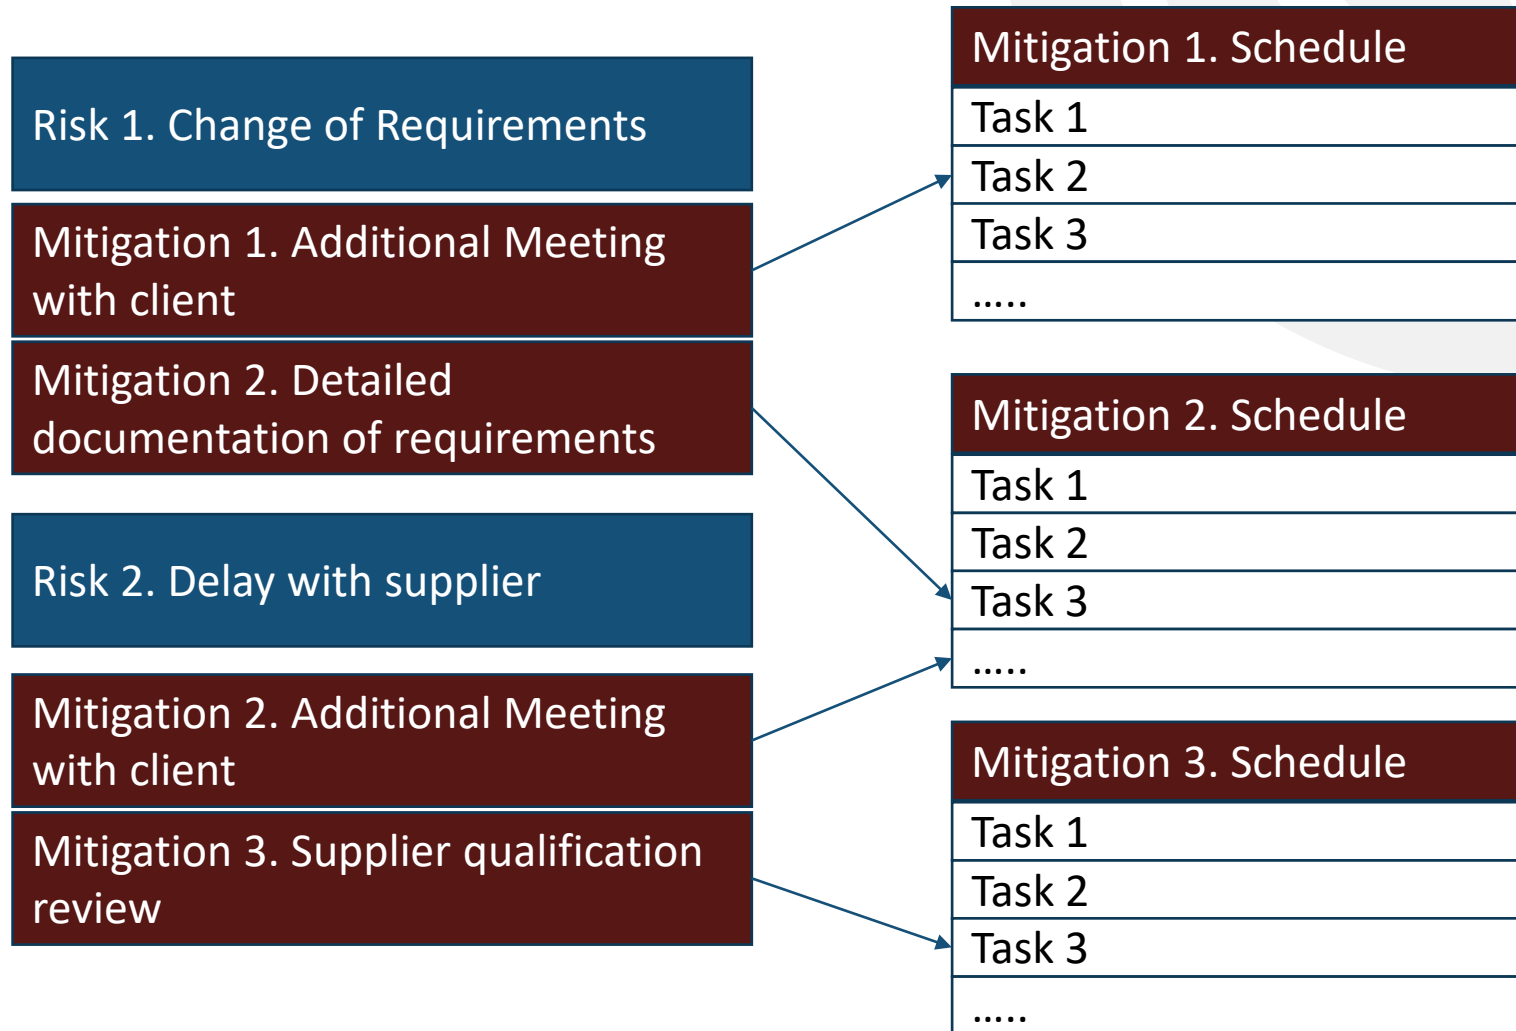 Risk 1. Change of Requirements
Mitigation 1. Additional Meeting
with client
Mitigation 2. Detailed
documentation of requirements
Risk 2. Delay with supplier
Mitigation 2. Additional Meeting
with client
Mitigation 3. Supplier qualification
review
Mitigation 1. Schedule
Task 1
Task 2
Task 3
.....
Mitigation 2. Schedule
Task 1
Task 2
Task 3
.....
Mitigation 3. Schedule
Task 1
Task 2
Task 3
.....